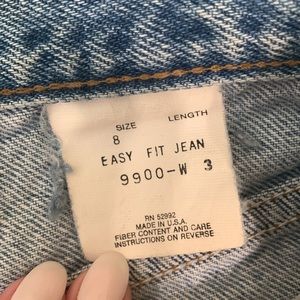 SIZE LENGTH
8
EASY FIT JEAN
9900-W 3
RN 52992
MADE IN U.S.A.
FIBER CONTENT AND CARE
INSTRUCTIONS ON REVERSE